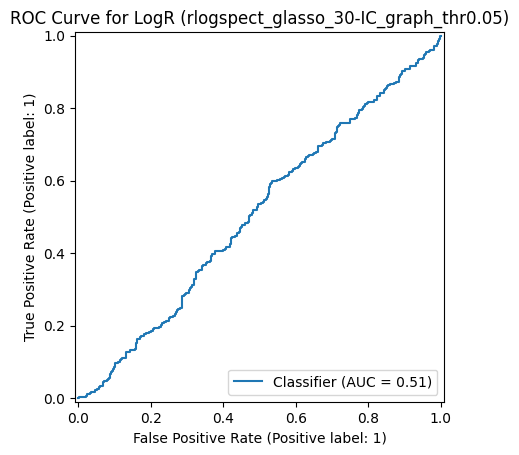 ROC Curve for LogR (rlogspect_glasso_30-IC_graph_thr0.05)
1.0
0.8
0.6
0.4
0.2
0.0
True Positive Rate (Positive label: 1)
Classifier (AUC = 0.51)
0.0 0.2 0.4 0.6 0.8 1.0
False Positive Rate (Positive label: 1)